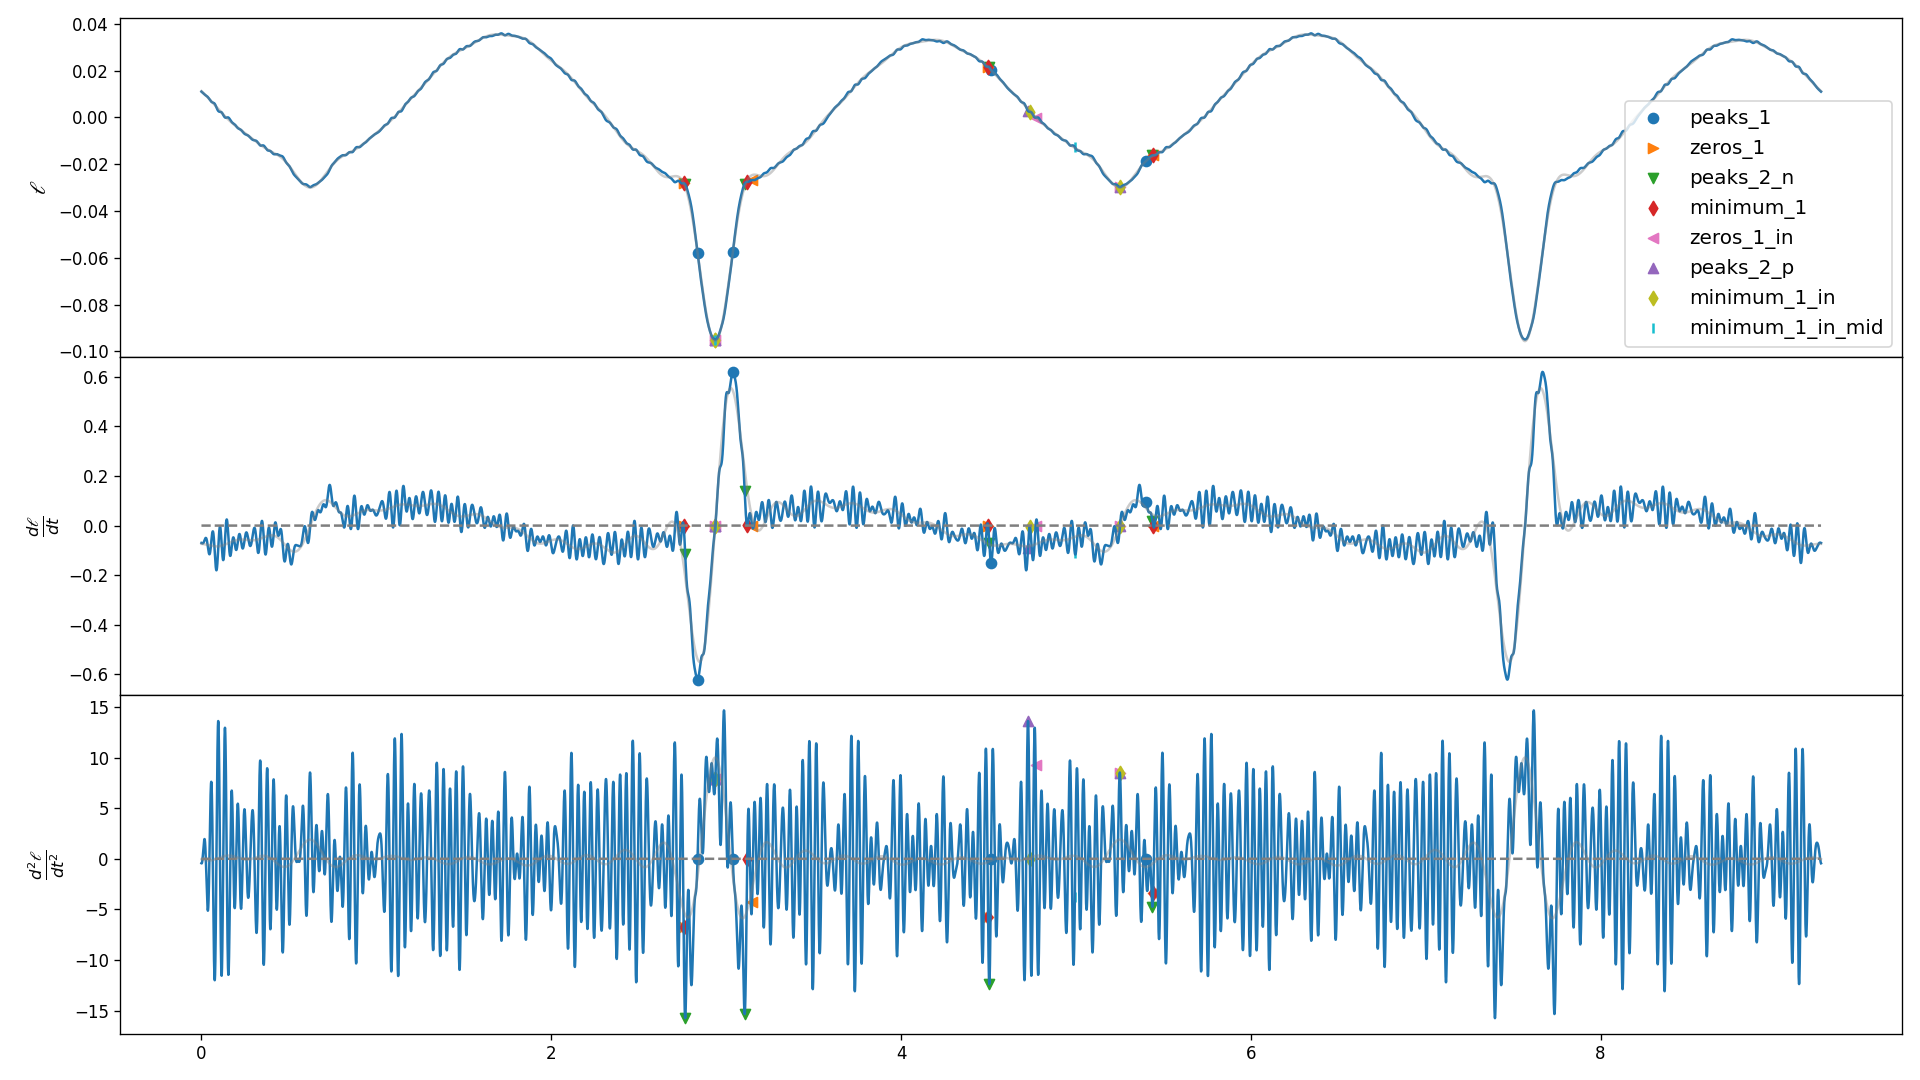 0.04
0.02
0.00
−0.02
−0.04
−0.06
−0.08
−0.10
ℓ
peaks_1
zeros_1
peaks_2_n
minimum_1
zeros_1_in
peaks_2_p
minimum_1_in
minimum_1_in_mid
0.6
0.4
0.2
0.0
−0.2
−0.4
−0.6
dℓ
dt
15
10
5
0
−5
−10
−15
d²ℓ
dt²
0 2 4 6 8